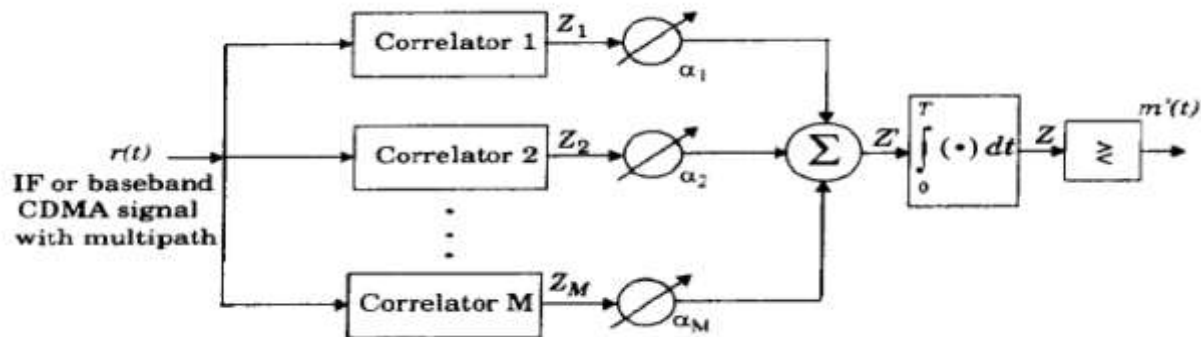 Correlator 1
Z1
α1
r(t)
IF or baseband
CDMA signal
with multipath
Correlator 2
Z2
α2
Correlator M
ZM
αM
Σ
Z'
T
∫ (•) dt
0
Z
≷
m'(t)